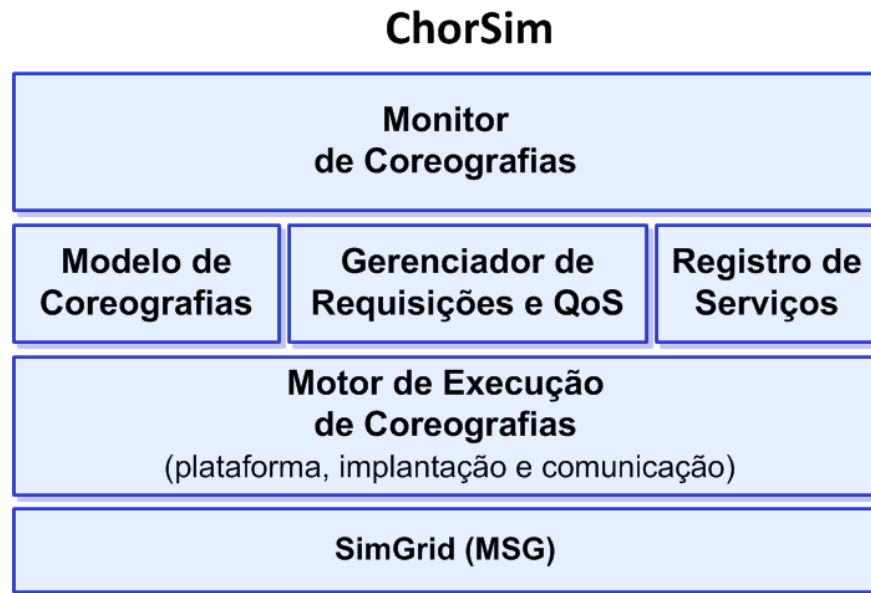 ChorSim
Monitor
de Coreografias
Modelo de
Coreografias
Gerenciador de
Requisições e QoS
Registro de
Serviços
Motor de Execução
de Coreografias
(plataforma, implantação e comunicação)
SimGrid (MSG)